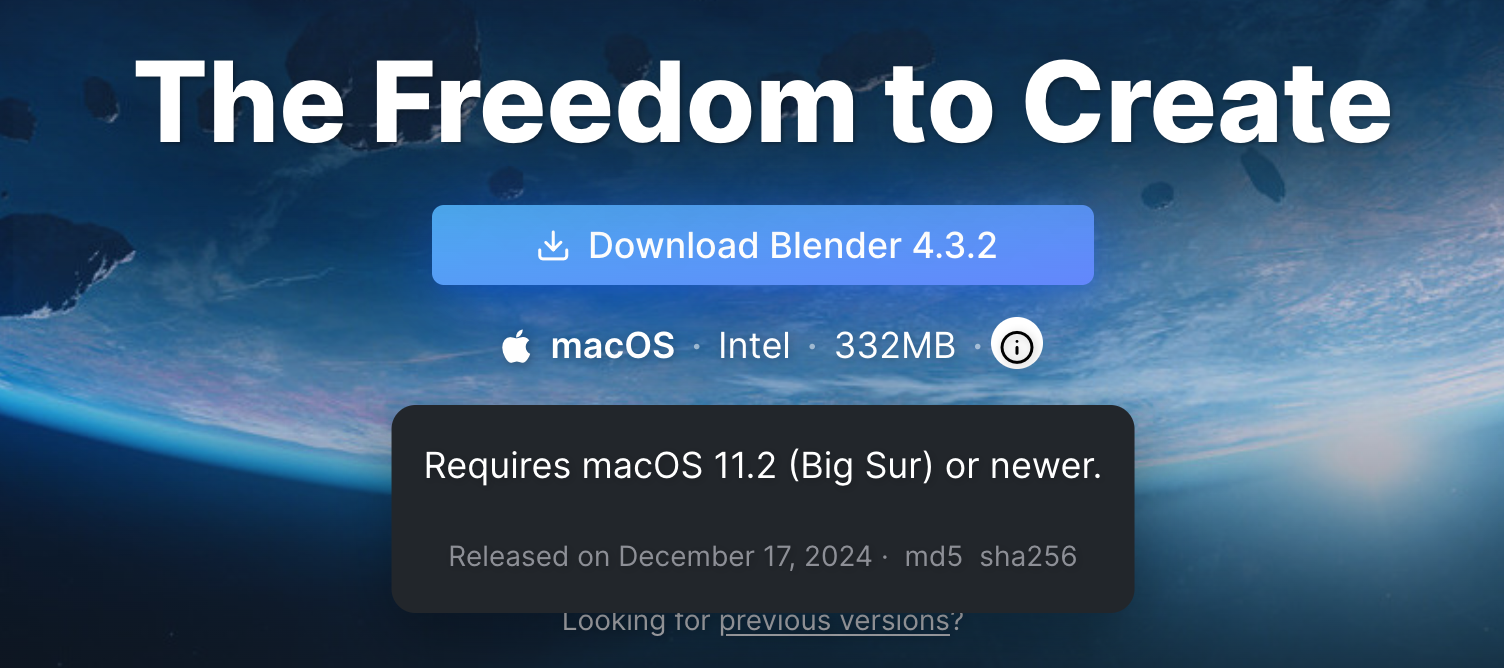 The Freedom to Create
Download Blender 4.3.2
macOS · Intel · 332MB ·
Requires macOS 11.2 (Big Sur) or newer.
Released on December 17, 2024 · md5 sha256
Looking for previous versions?